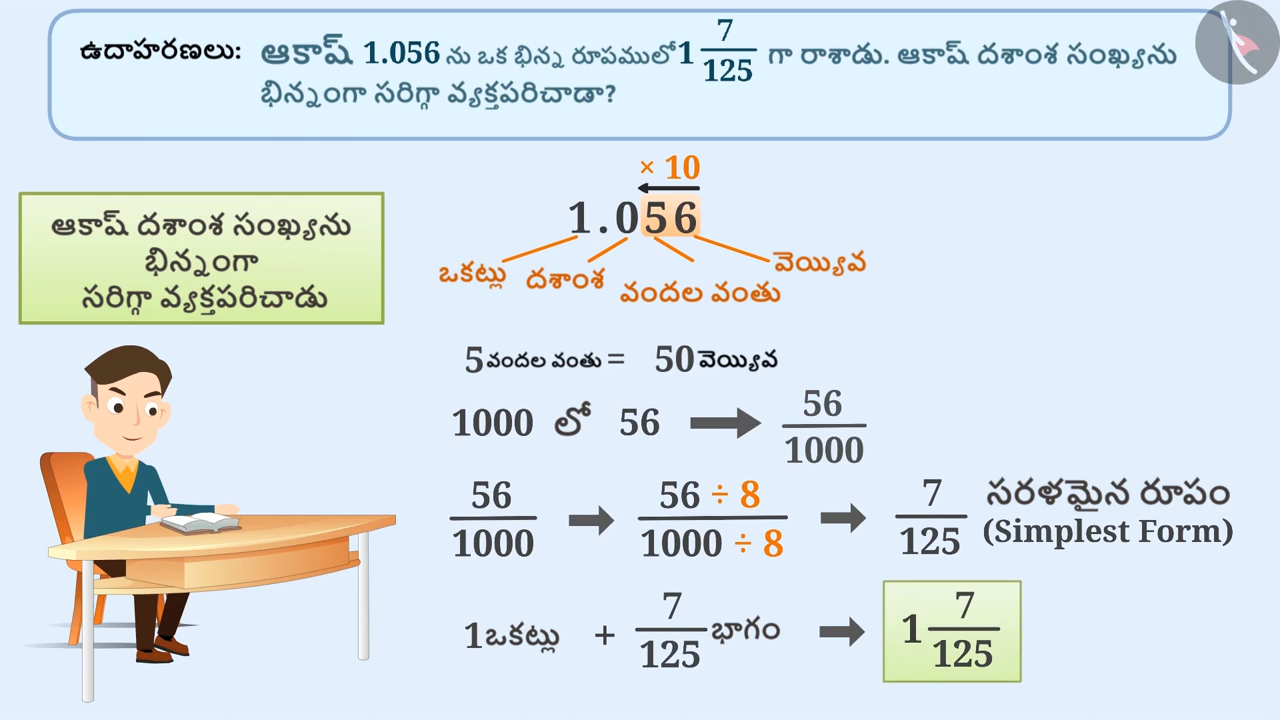 ఉదాహరణలు: ఆకాష్ 1.056 ను ఒక భిన్న రూపములో 1 7/125 గా రాశాడు. ఆకాష్ దశాంశ సంఖ్యను
భిన్నంగా సరిగ్గా వ్యక్తపరిచాడా?
× 10
1.056
ఆకాష్ దశాంశ సంఖ్యను
భిన్నంగా
సరిగ్గా వ్యక్తపరిచాడు
ఒకట్లు దశాంశ వందల వంతు వెయ్యివ
5 వందల వంతు = 50 వెయ్యివ
1000 లో 56 → 56/1000
56/1000 → 56 ÷ 8/1000 ÷ 8 → 7/125 సరళమైన రూపం
(Simplest Form)
1 ఒకట్లు + 7/125 భాగం → 1 7/125